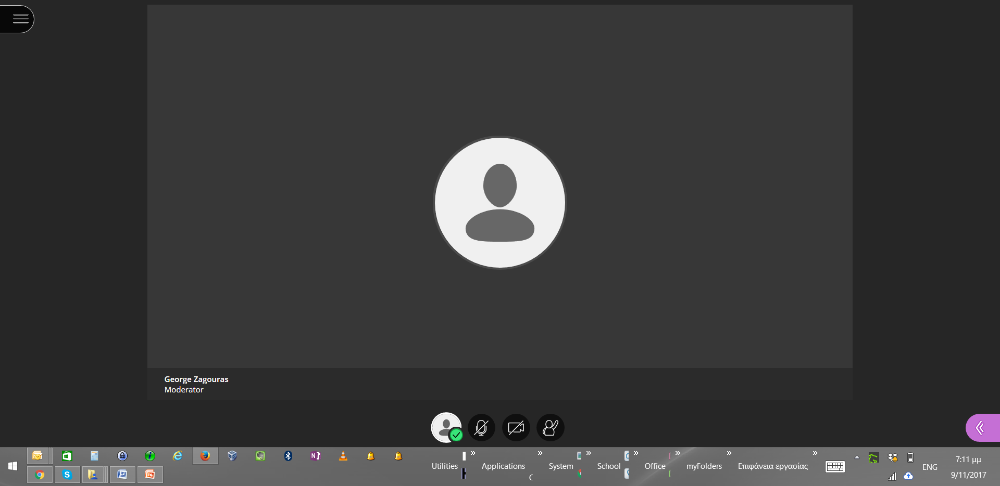 George Zagouras
Moderator
Utilities
Applications
System
School
Office
myFolders
Επιφάνεια εργασίας
ENG
7:11 μμ
9/11/2017